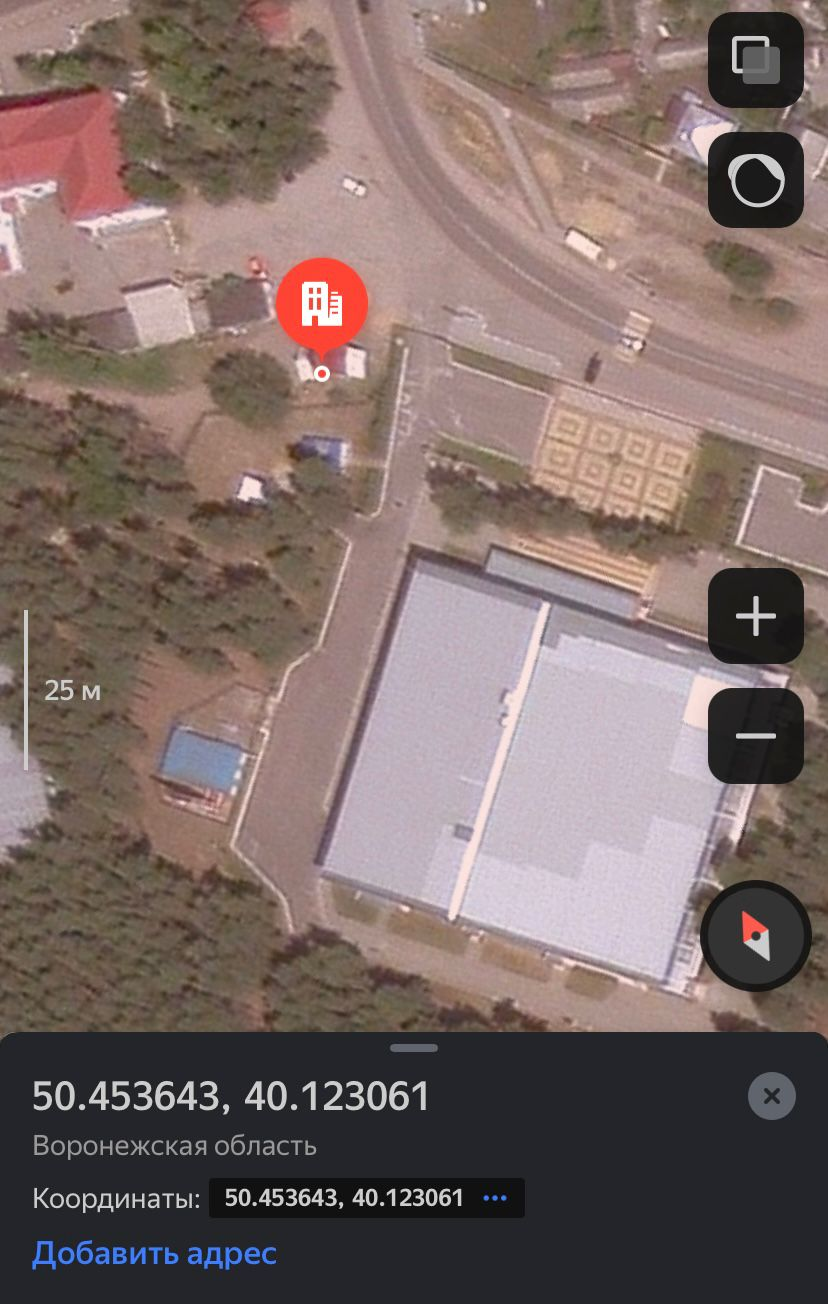 25 м
50.453643, 40.123061
Воронежская область
Координаты: 50.453643, 40.123061 •••
Добавить адрес